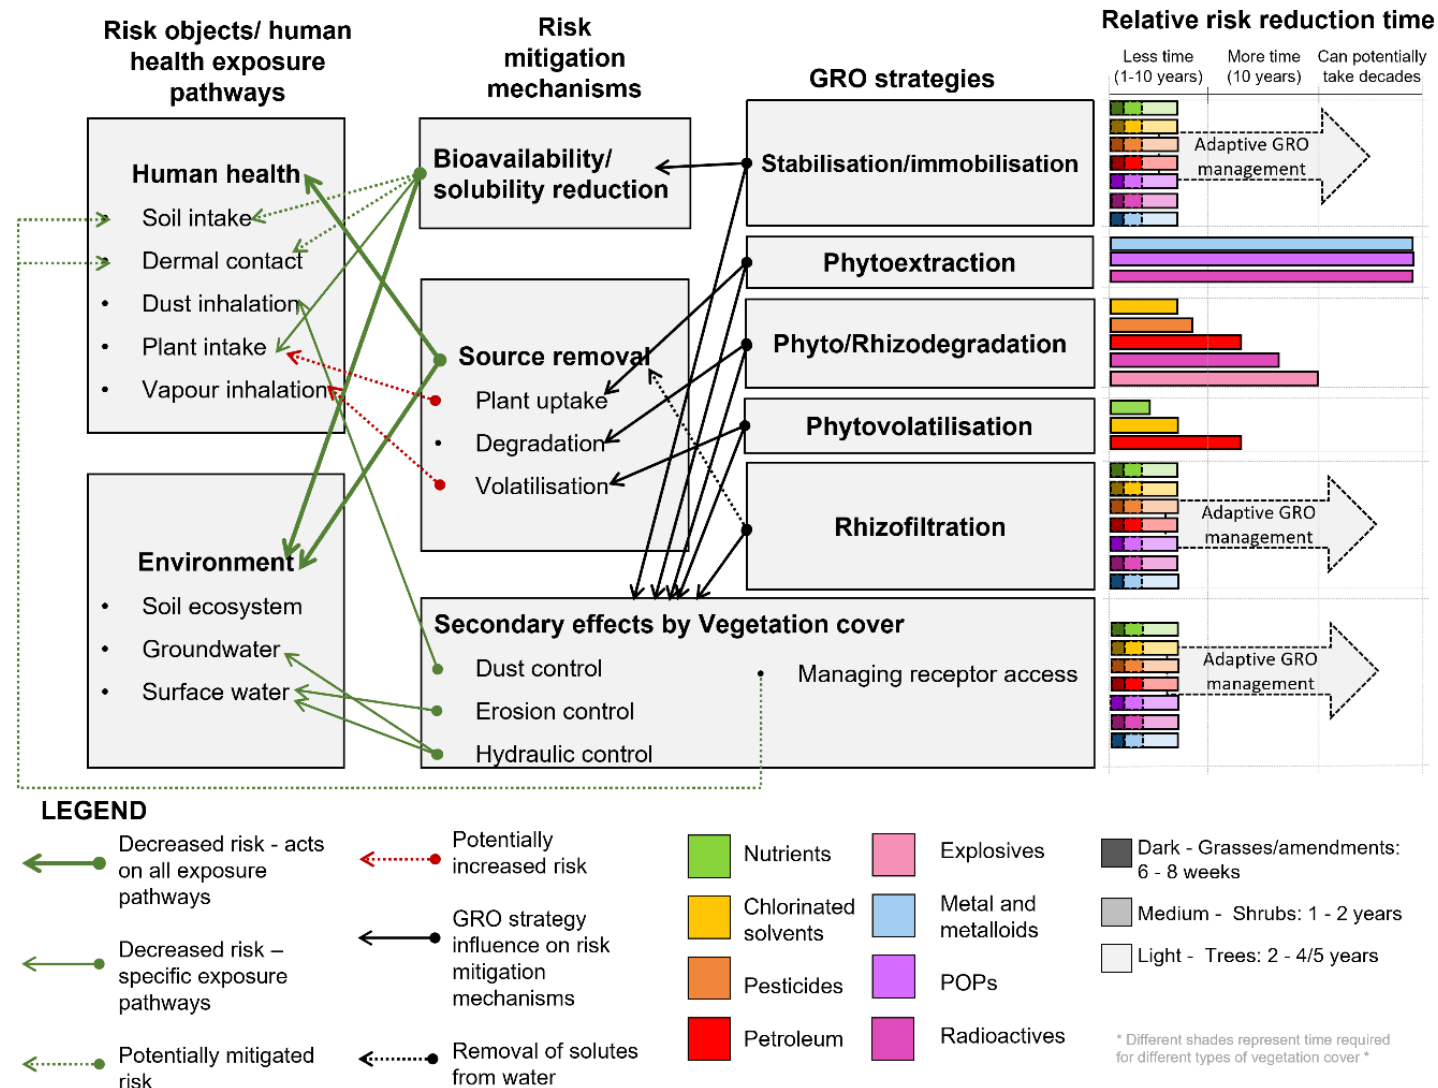 Risk objects/ human
health exposure
pathways
Risk
mitigation
mechanisms
GRO strategies
Relative risk reduction time
Less time
(1-10 years)
More time
(10 years)
Can potentially
take decades
Human health
• Soil intake
• Dermal contact
• Dust inhalation
• Plant intake
• Vapour inhalation
Environment
• Soil ecosystem
• Groundwater
• Surface water
Bioavailability/
solubility reduction
Source removal
Plant uptake
• Degradation
Volatilisation
Stabilisation/immobilisation
Phytoextraction
Phyto/Rhizodegradation
Phytovolatilisation
Rhizofiltration
Secondary effects by Vegetation cover
Dust control
Erosion control
Hydraulic control
• Managing receptor access
Adaptive GRO
management
Adaptive GRO
management
Adaptive GRO
management
LEGEND
Decreased risk - acts
on all exposure
pathways
Decreased risk –
specific exposure
pathways
Potentially mitigated
risk
Potentially
increased risk
GRO strategy
influence on risk
mitigation
mechanisms
Removal of solutes
from water
Nutrients
Chlorinated
solvents
Pesticides
Petroleum
Explosives
Metal and
metalloids
POPs
Radioactives
Dark - Grasses/amendments:
6 - 8 weeks
Medium - Shrubs: 1 - 2 years
Light - Trees: 2 - 4/5 years
* Different shades represent time required
for different types of vegetation cover *